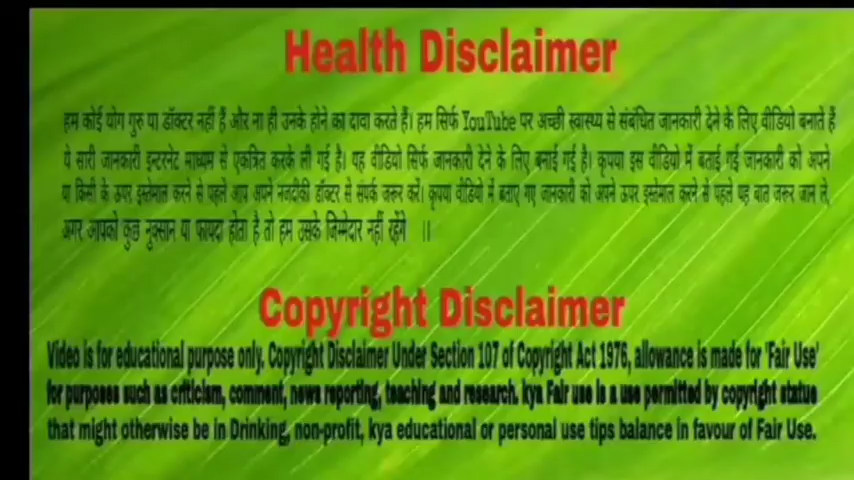 Health Disclaimer
हम कोई योग गुरु या डॉक्टर नहीं हैं और ना ही उनके होने का दावा करते हैं। हम सिर्फ YouTube पर अच्छी स्वास्थ्य से संबंधित जानकारी देने के लिए वीडियो बनाते हैं
ये सारी जानकारी इन्टरनेट माध्यम से एकत्रित करके ली गई है। यह वीडियो सिर्फ जानकारी देने के लिए बनाई गई है। कृपया इस वीडियो में बताई गई जानकारी को अपने
या किसी के ऊपर इस्तेमाल करने से पहले आप अपने नजदीकी डॉक्टर से संपर्क जरूर करें। कृपया वीडियो में बताए गए जानकारी को अपने ऊपर इस्तेमाल करने से पहले यह बात जरूर जान ले,
अगर आपको कुछ नुक्सान या फायदा होता है तो हम उसके जिम्मेदार नहीं रहेंगे ।।
Copyright Disclaimer
Video is for educational purpose only. Copyright Disclaimer Under Section 107 of Copyright Act 1976, allowance is made for 'Fair Use'
for purposes such as criticism, comment, news reporting, teaching and research. kya Fair use is a use permitted by copyright statue
that might otherwise be in Drinking, non-profit, kya educational or personal use tips balance in favour of Fair Use.